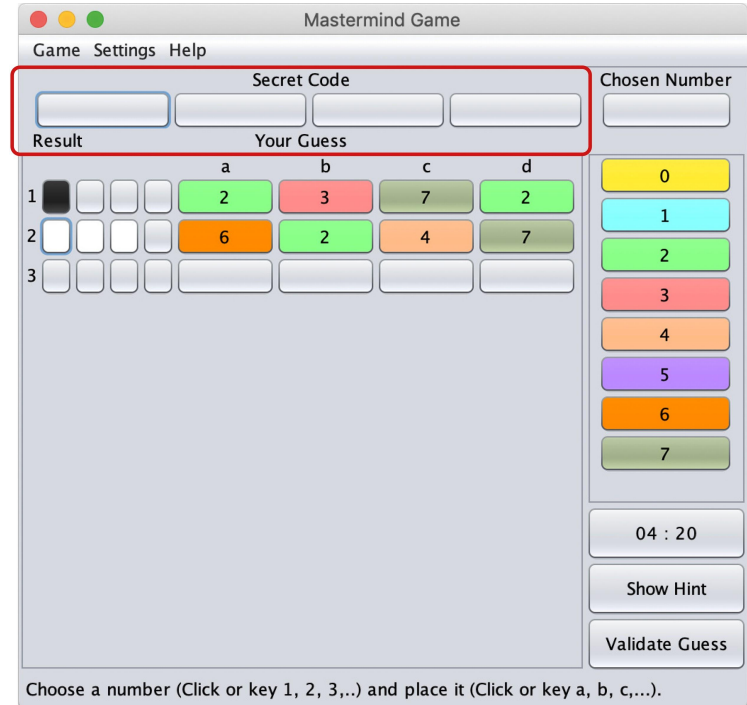 Mastermind Game
Game Settings Help
Secret Code
Chosen Number
Result Your Guess
a b c d
1 2 3 7 2
2 6 2 4 7
3
0
1
2
3
4
5
6
7
04 : 20
Show Hint
Validate Guess
Choose a number (Click or key 1, 2, 3,..) and place it (Click or key a, b, c,...).